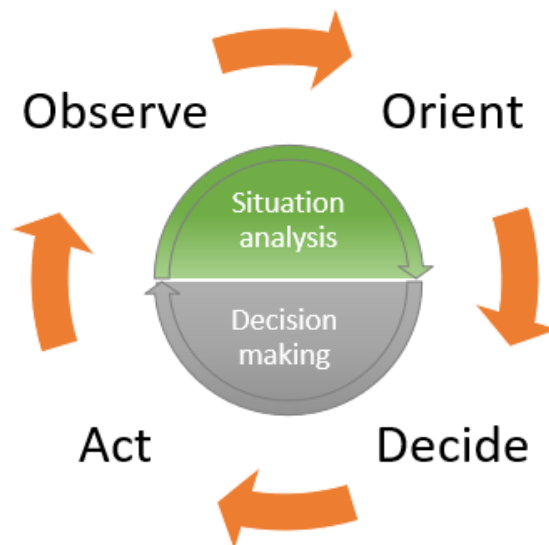 Observe
Orient
Situation
analysis
Decision
making
Act
Decide